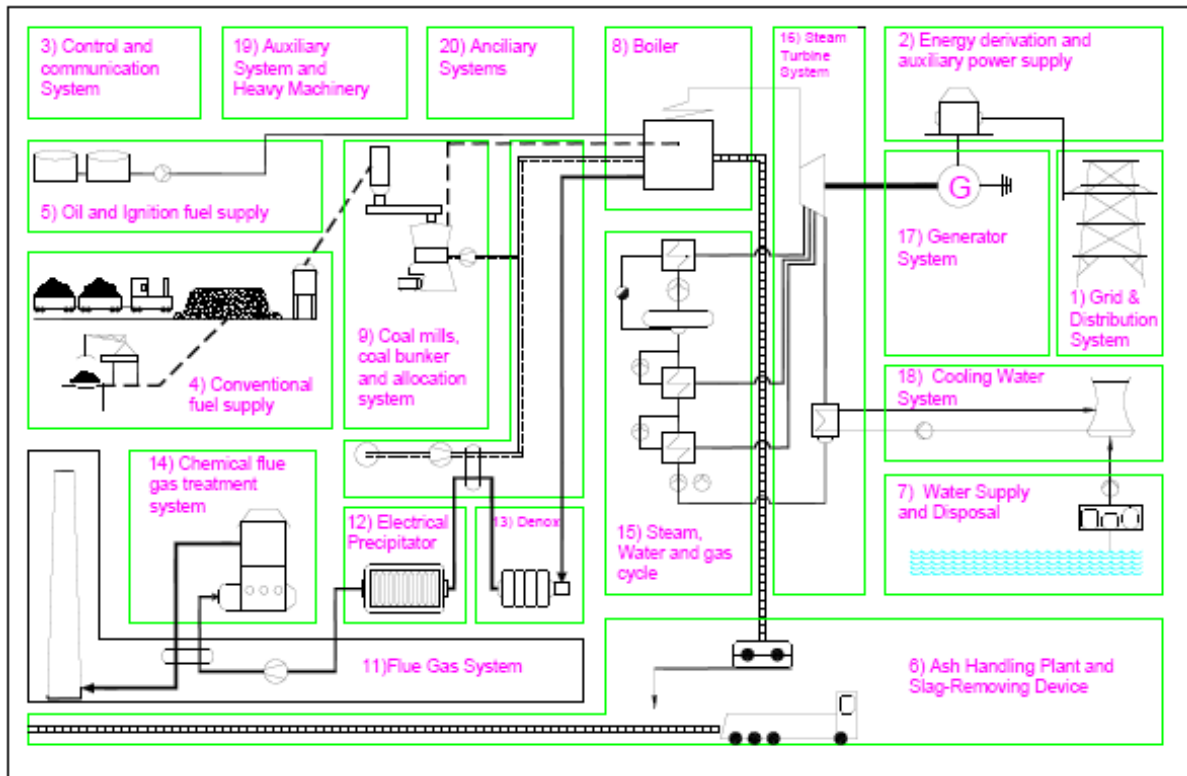 3) Control and
communication
System
19) Auxiliary
System and
Heavy Machinery
20) Anciliary
Systems
8) Boiler
16) Steam
Turbine
System
2) Energy derivation and
auxiliary power supply
5) Oil and Ignition fuel supply
G
17) Generator
System
1) Grid &
Distribution
System
4) Conventional
fuel supply
9) Coal mills,
coal bunker
and allocation
system
18) Cooling Water
System
14) Chemical flue
gas treatment
system
12) Electrical
Precipitator
13) Denox
15) Steam,
Water and gas
cycle
7) Water Supply
and Disposal
11)Flue Gas System
6) Ash Handling Plant and
Slag-Removing Device